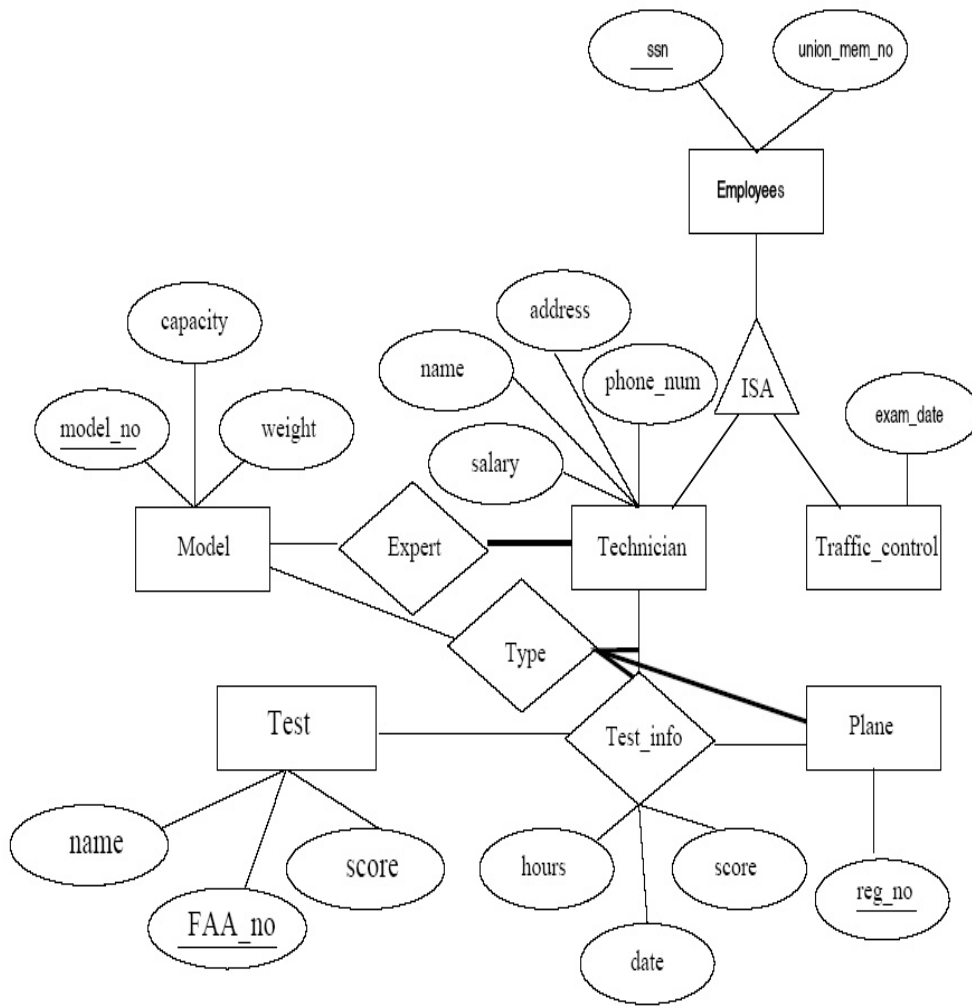 ssn
union_mem_no
Employees
capacity
address
name
phone_num
ISA
model_no
weight
exam_date
salary
Model
Expert
Technician
Traffic_control
Type
Test
Test_info
Plane
name
score
hours
score
FAA_no
reg_no
date